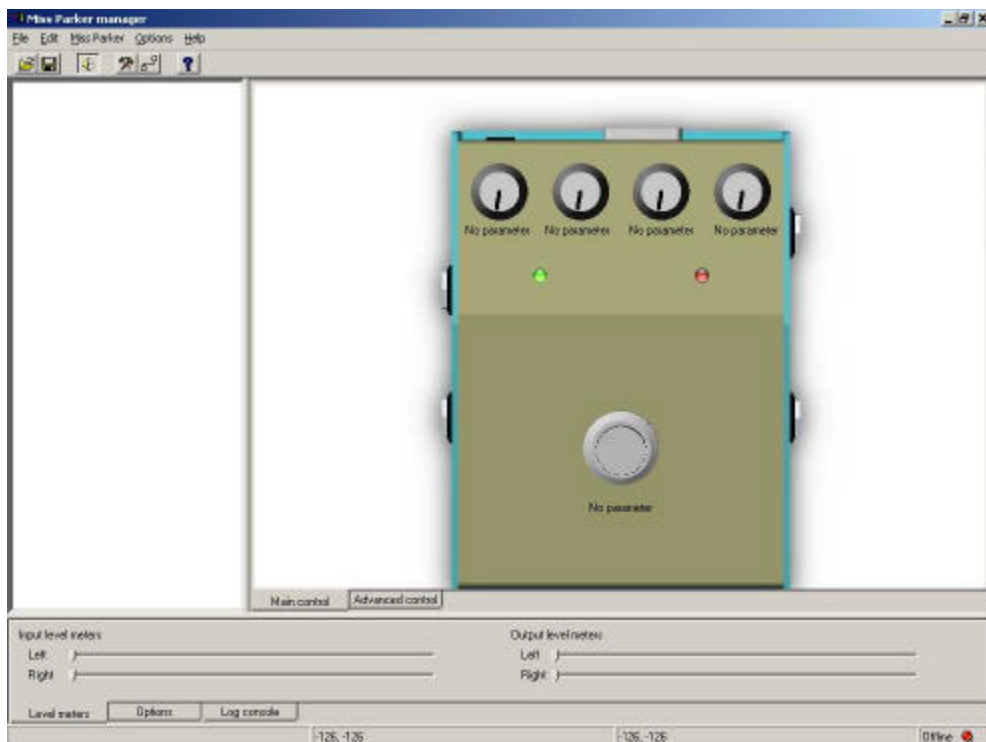 Miss Parker manager
File Edit Miss Parker Options Help
No parameter No parameter No parameter No parameter
No parameter
Main control Advanced control
Input level meters Output level meters
Left Left
Right Right
Level meters Options Log console
-126, -126 -126, -126 Offline